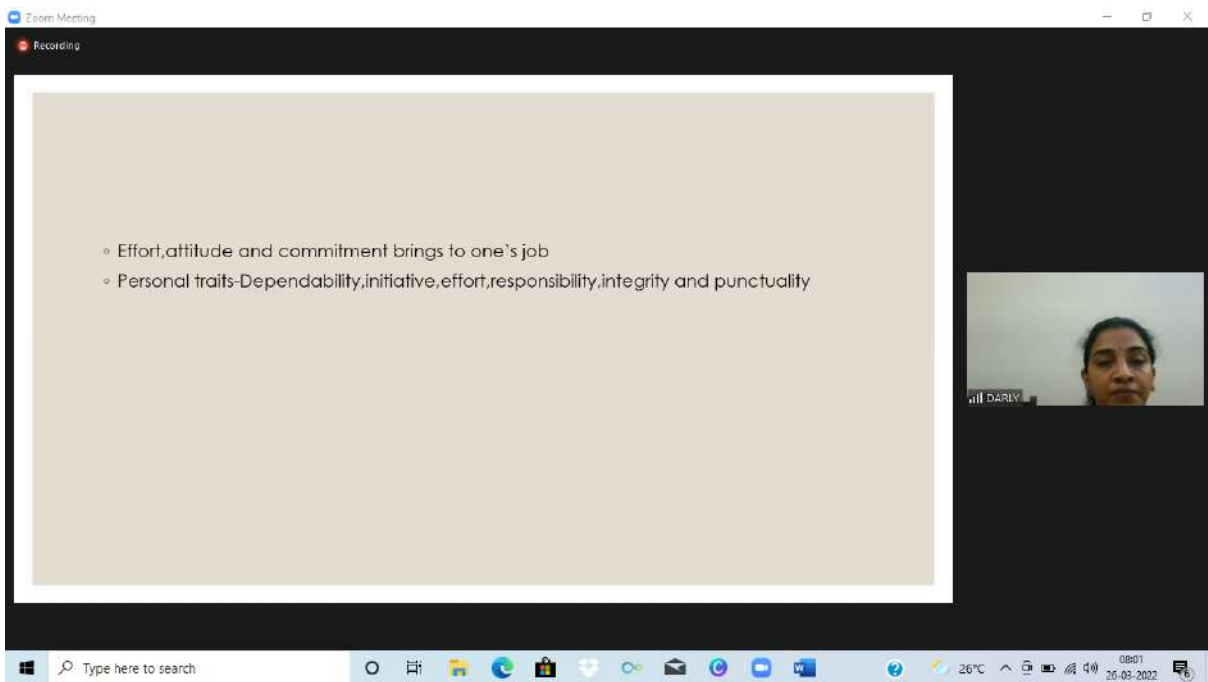 Zoom Meeting
Recording
Effort,attitude and commitment brings to one's job
Personal traits-Dependability,initiative,effort,responsibility,integrity and punctuality
DARLY
Type here to search
26°C
08:01
26-03-2022
6